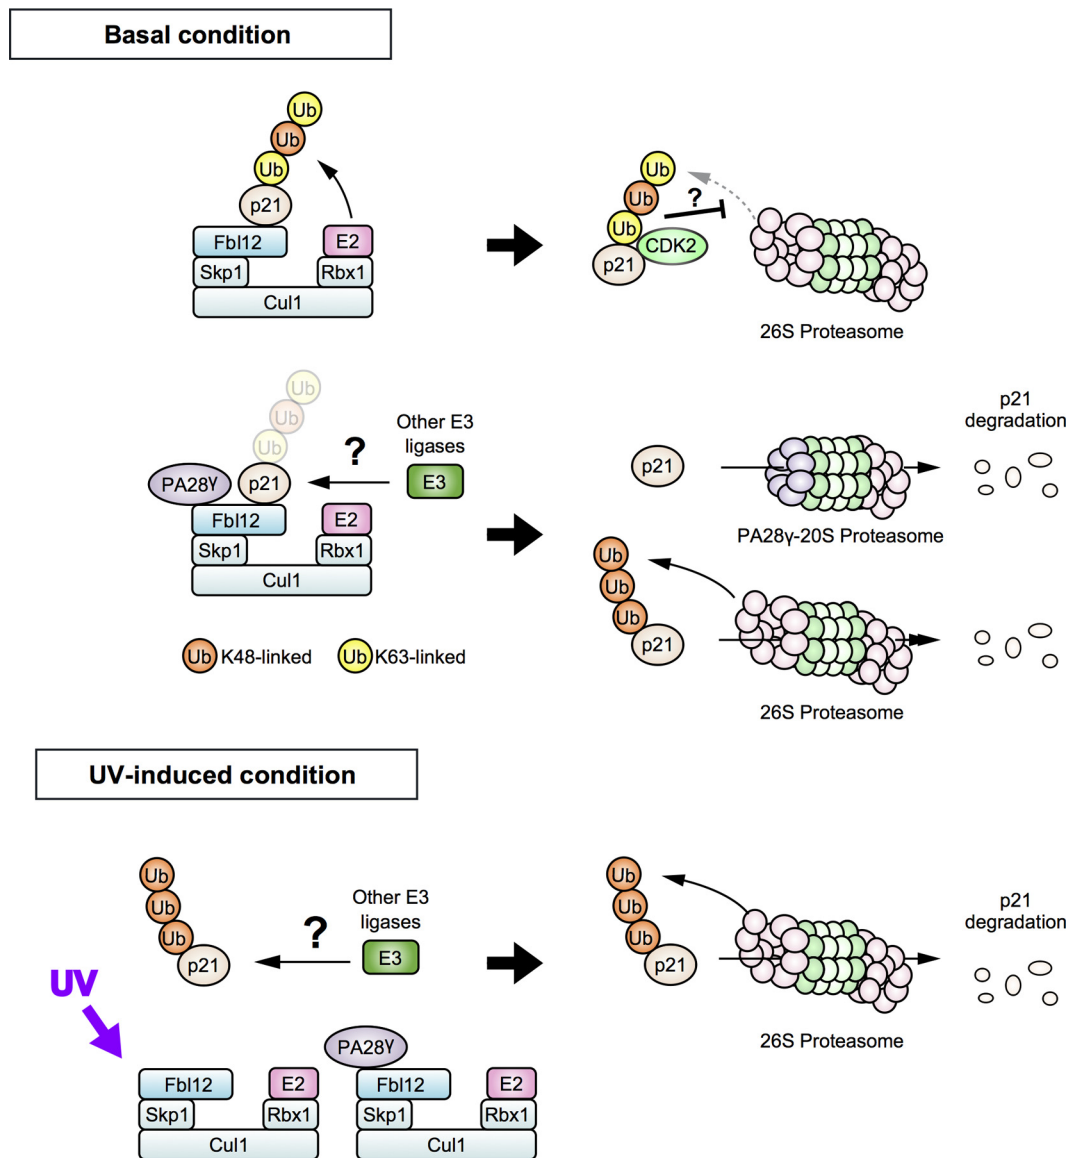 Basal condition
Ub
Ub
Ub
p21
Fbl12
E2
Skp1
Rbx1
Cul1
Ub
Ub
?
Ub
CDK2
p21
26S Proteasome
Ub
Ub
Ub
Other E3
ligases
?
PA28γ
p21
E3
Fbl12
E2
Skp1
Rbx1
Cul1
p21
p21
degradation
PA28γ-20S Proteasome
Ub
Ub
Ub
p21
26S Proteasome
Ub K48-linked
Ub K63-linked
UV-induced condition
Ub
Ub
Ub
p21
Other E3
ligases
?
E3
UV
PA28γ
Fbl12
E2
Skp1
Rbx1
Cul1
Fbl12
E2
Skp1
Rbx1
Cul1
Ub
Ub
Ub
p21
p21
degradation
26S Proteasome